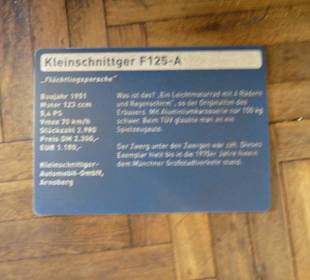 Kleinschnittger F125-A
„Flüchtlingsporsche"
Baujahr 1951
Motor 123 ccm
5,4 PS
Vmax 70 km/h
Stückzahl 2.980
Preis DM 2.300,-
EUR 1.180,-
Kleinschnittger-
Automobil-GmbH,
Arnsberg
Was ist das? „Ein Leichtmotorrad mit 4 Rädern
und Regenschirm", so der Originalton des
Erbauers. Mit Aluminiumkarosserie nur 150 kg
schwer. Beim TÜV glaubte man an ein
Spielzeugauto.
Der Zwerg unter den Zwergen war zäh. Dieses
Exemplar hielt bis in die 1970er Jahre hinein
dem Münchner Großstadtverkehr stand.